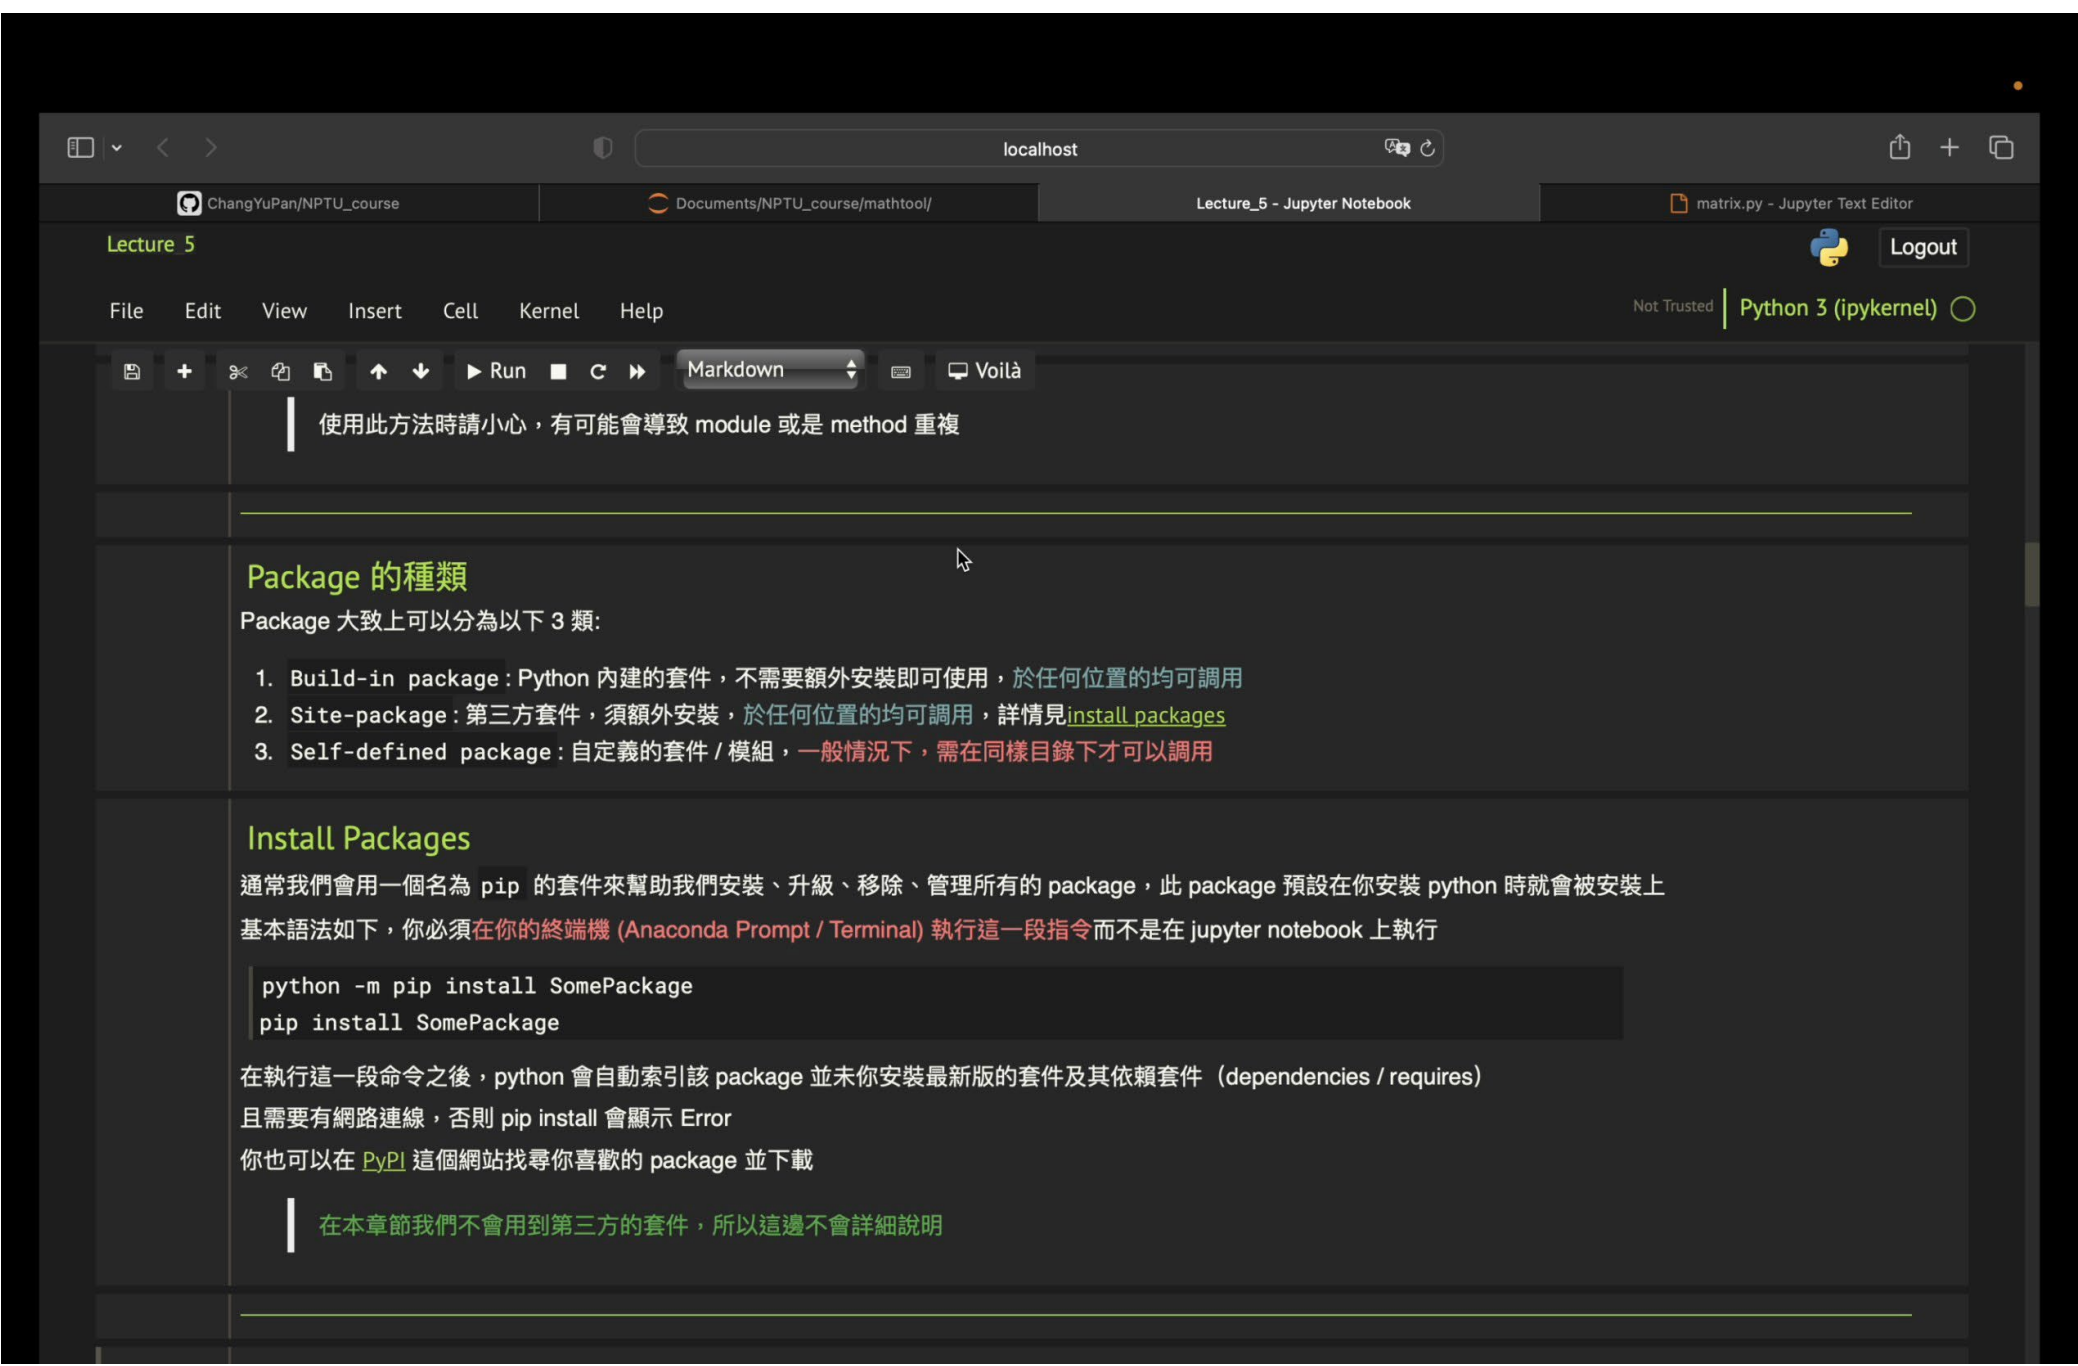 localhost
ChangYuPan/NPTU_course
Documents/NPTU_course/mathtool/
Lecture_5 - Jupyter Notebook
matrix.py - Jupyter Text Editor
Lecture_5
Logout
File Edit View Insert Cell Kernel Help
Not Trusted
Python 3 (ipykernel)
Run
Markdown
Voilà
使用此方法時請小心，有可能會導致 module 或是 method 重複
Package 的種類
Package 大致上可以分為以下 3 類:
1. Build-in package : Python 內建的套件，不需要額外安裝即可使用，於任何位置的均可調用
2. Site-package : 第三方套件，須額外安裝，於任何位置的均可調用，詳情見install packages
3. Self-defined package : 自定義的套件 / 模組，一般情況下，需在同樣目錄下才可以調用
Install Packages
通常我們會用一個名為 pip 的套件來幫助我們安裝、升級、移除、管理所有的 package，此 package 預設在你安裝 python 時就會被安裝上
基本語法如下，你必須在你的終端機 (Anaconda Prompt / Terminal) 執行這一段指令而不是在 jupyter notebook 上執行
python -m pip install SomePackage
pip install SomePackage
在執行這一段命令之後，python 會自動索引該 package 並未你安裝最新版的套件及其依賴套件（dependencies / requires）
且需要有網路連線，否則 pip install 會顯示 Error
你也可以在 PyPI 這個網站找尋你喜歡的 package 並下載
在本章節我們不會用到第三方的套件，所以這邊不會詳細說明